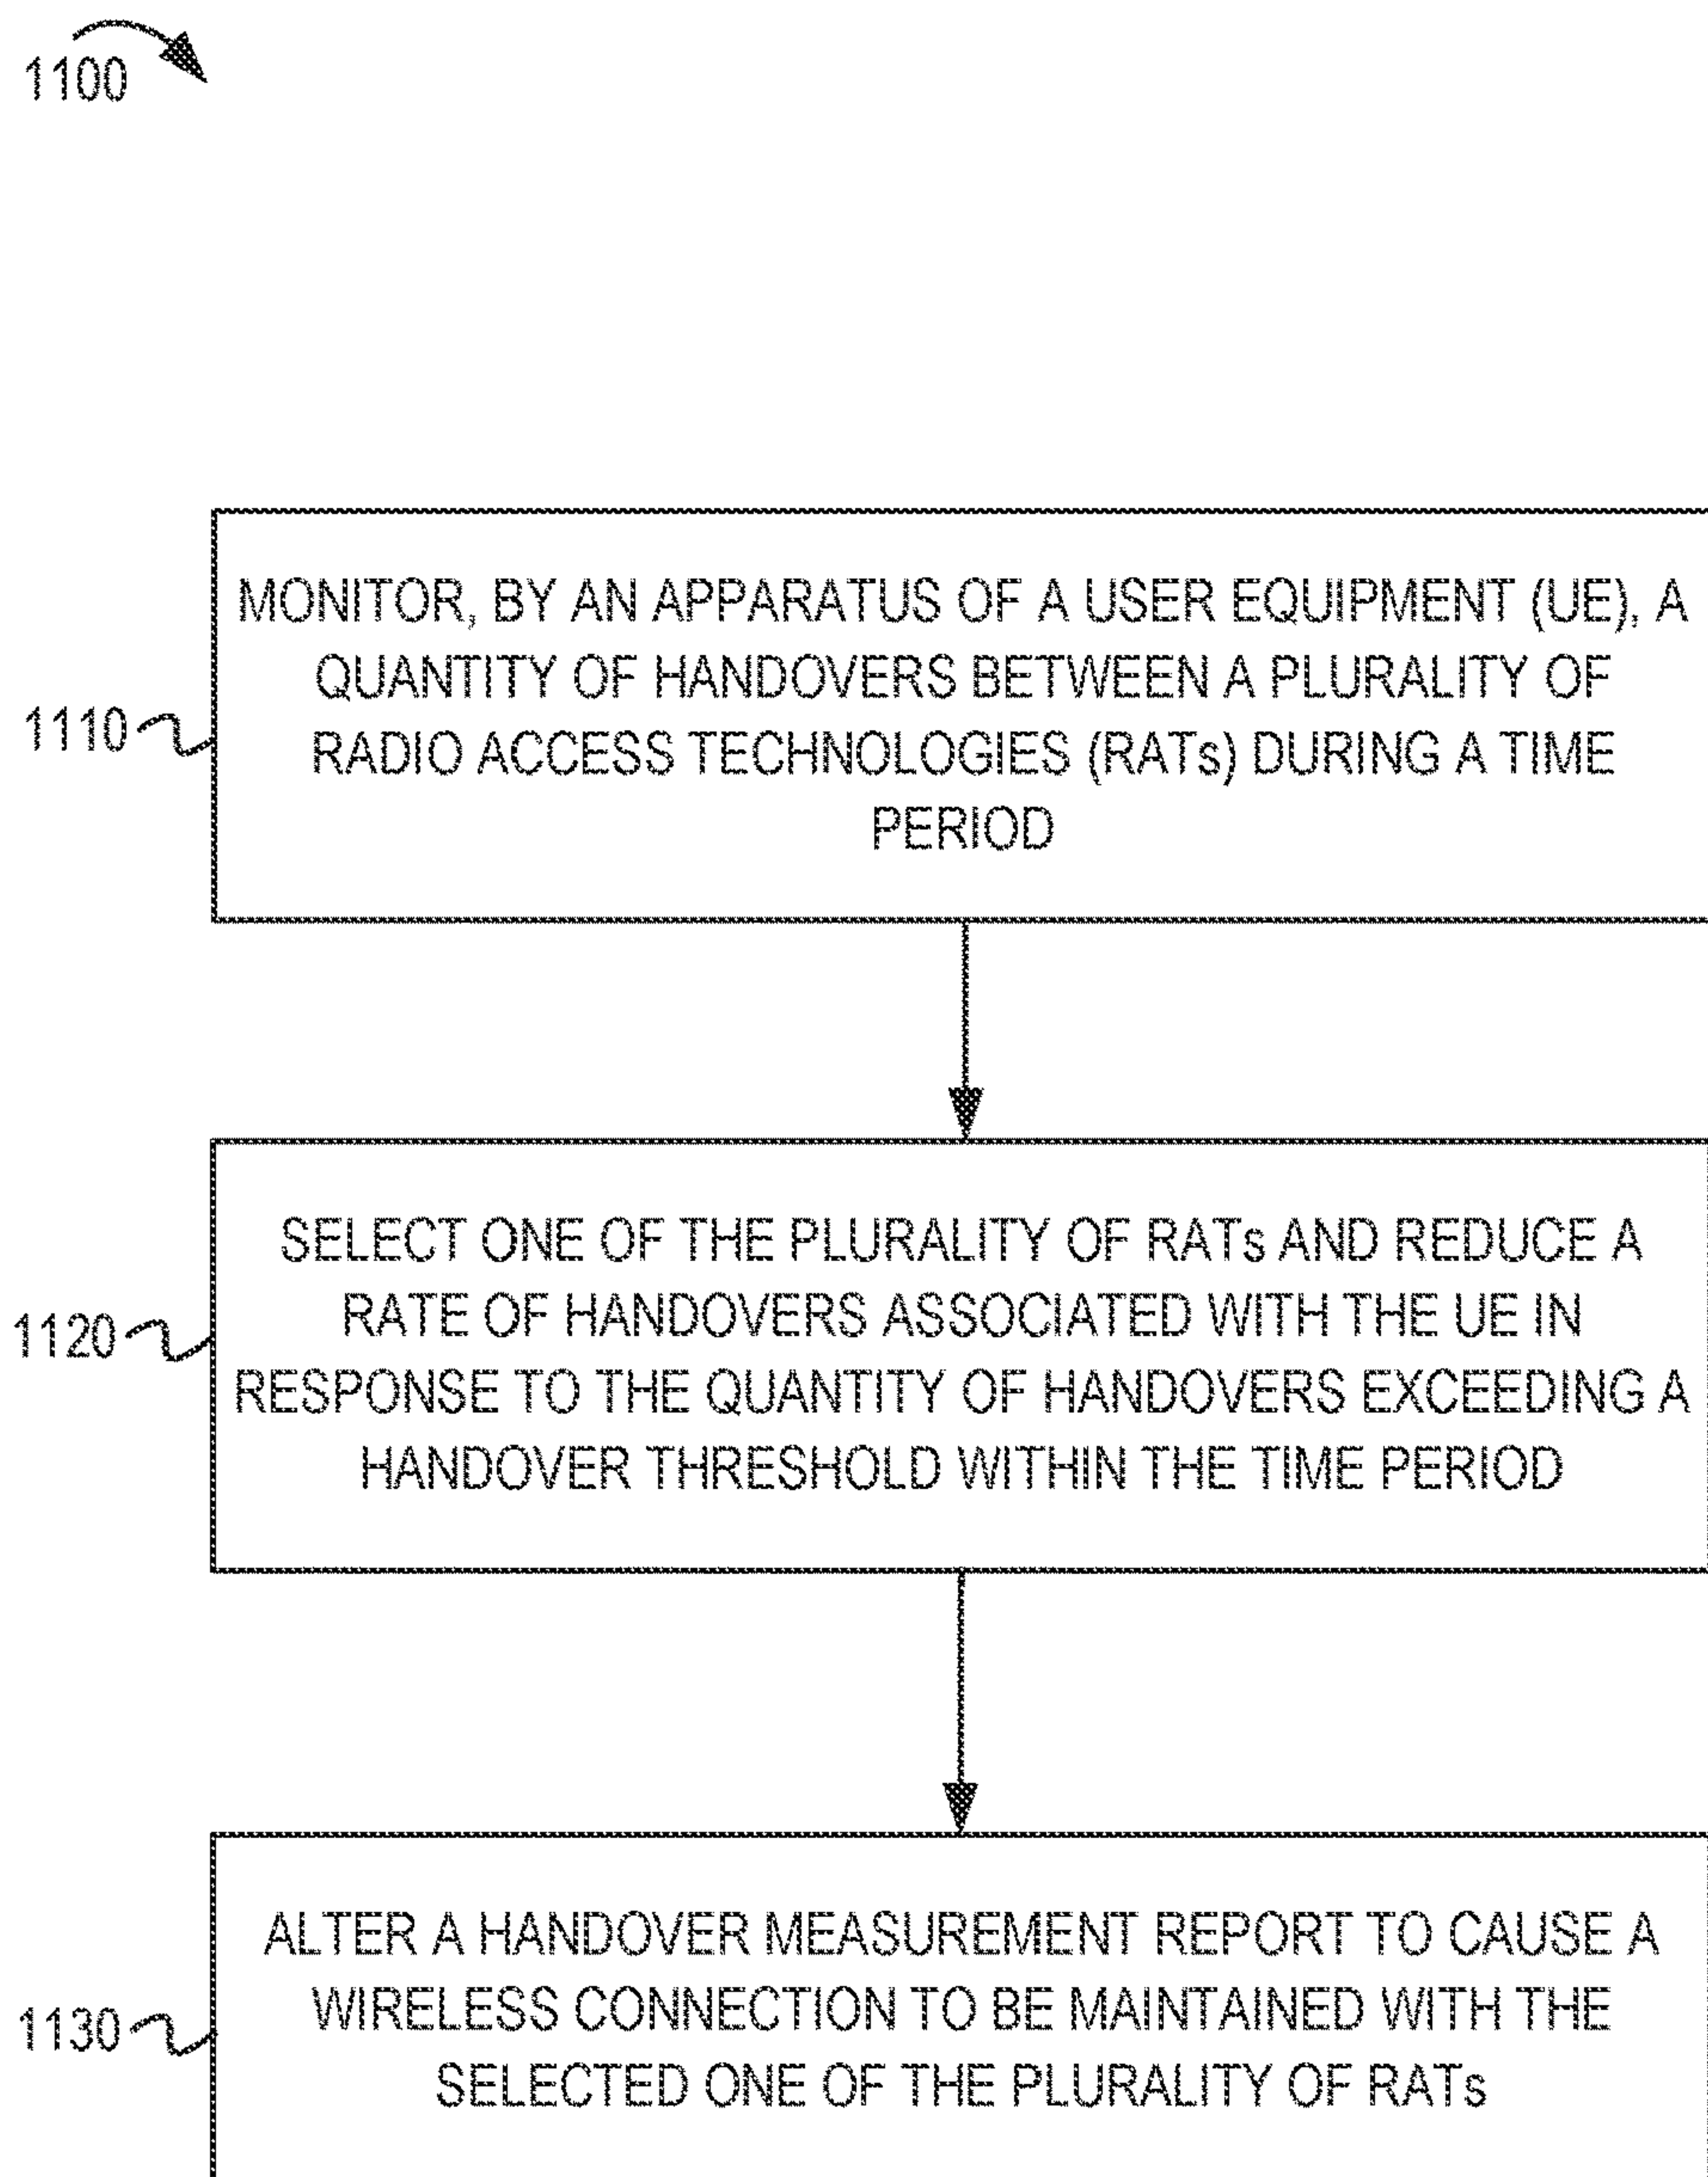 1100
MONITOR, BY AN APPARATUS OF A USER EQUIPMENT (UE), A
QUANTITY OF HANDOVERS BETWEEN A PLURALITY OF
RADIO ACCESS TECHNOLOGIES (RATs) DURING A TIME
PERIOD
1110
SELECT ONE OF THE PLURALITY OF RATs AND REDUCE A
RATE OF HANDOVERS ASSOCIATED WITH THE UE IN
RESPONSE TO THE QUANTITY OF HANDOVERS EXCEEDING A
HANDOVER THRESHOLD WITHIN THE TIME PERIOD
1120
ALTER A HANDOVER MEASUREMENT REPORT TO CAUSE A
WIRELESS CONNECTION TO BE MAINTAINED WITH THE
SELECTED ONE OF THE PLURALITY OF RATs
1130